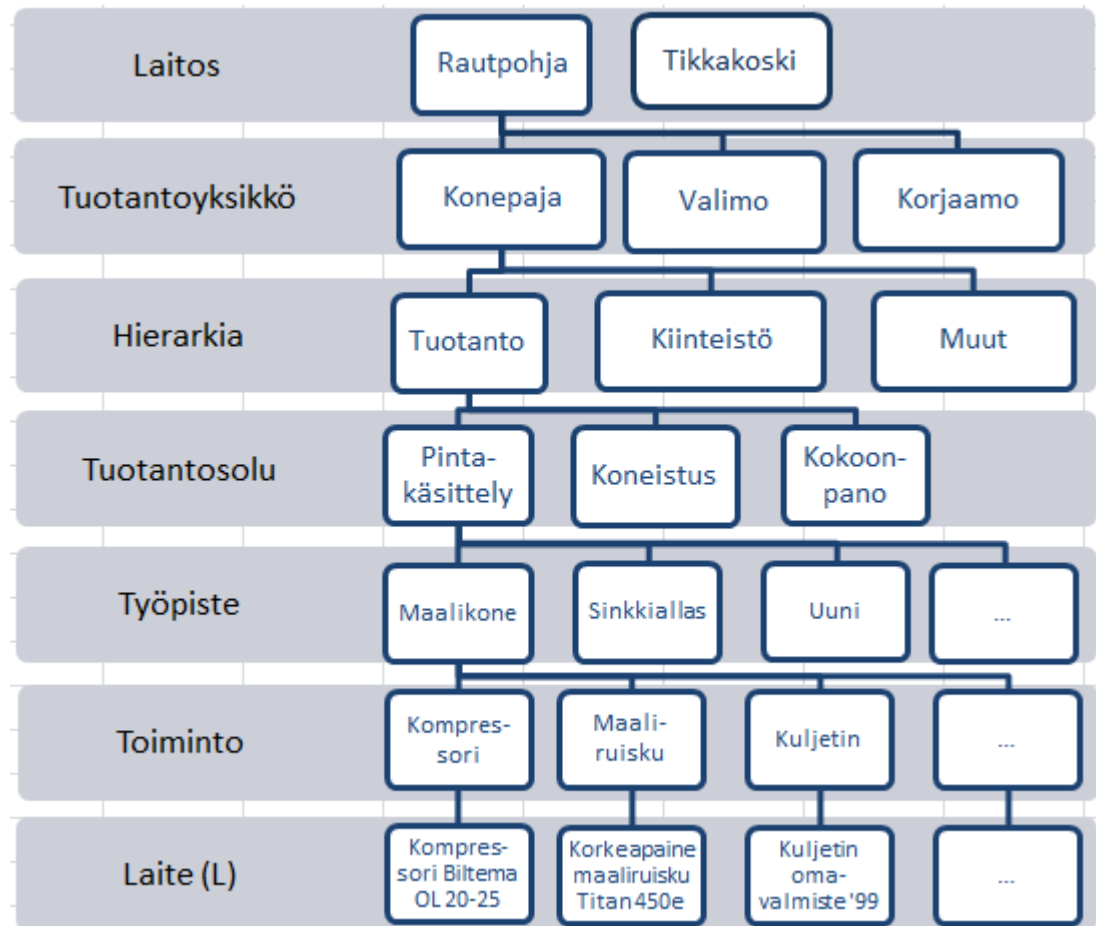 Laitos
Rautpohja
Tikkakoski
Tuotantoyksikkö
Konepaja
Valimo
Korjaamo
Hierarkia
Tuotanto
Kiinteistö
Muut
Tuotantosolu
Pinta-
käsittely
Koneistus
Kokoon-
pano
Työpiste
Maalikone
Sinkkiallas
Uuni
...
Toiminto
Kompres-
sori
Maali-
ruisku
Kuljetin
...
Laite (L)
Kompres-
sori Biltema
OL 20-25
Korkeapaine
maaliruisku
Titan 450e
Kuljetin
oma-
valmiste '99
...